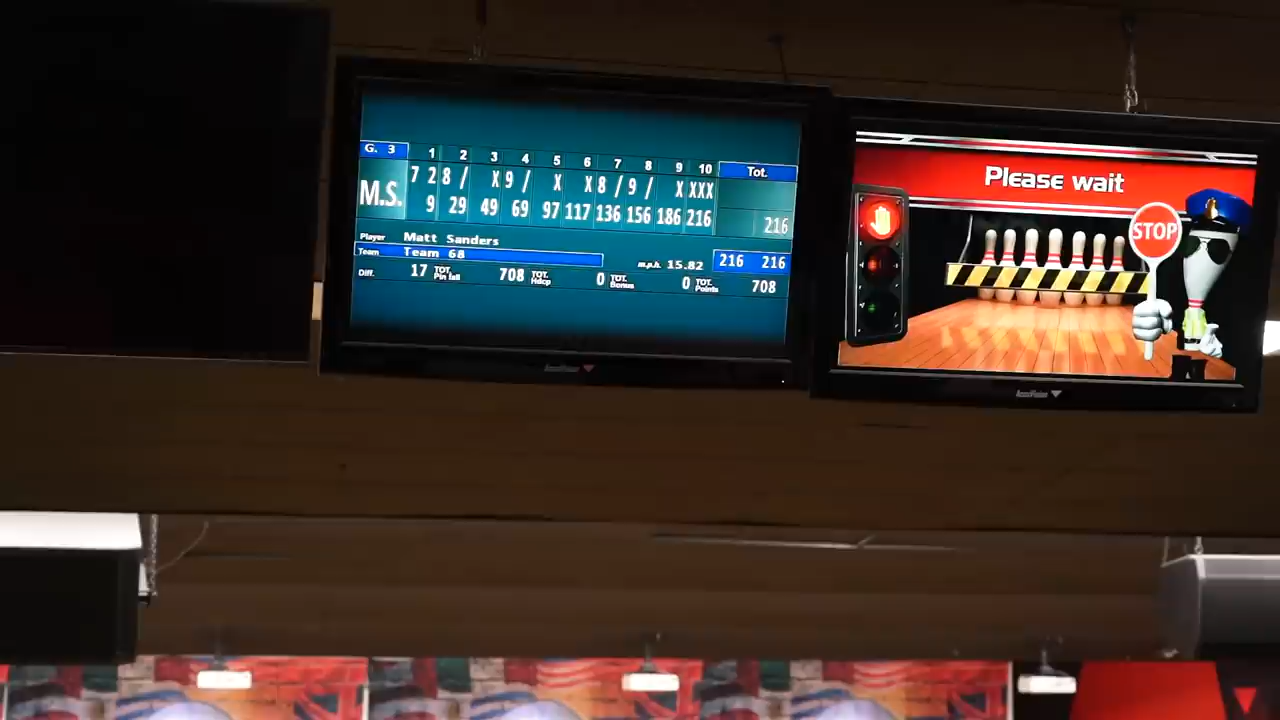 G. 3 1 2 3 4 5 6 7 8 9 10 Tot.
M.S. 7 2 8 / X 9 / X X 8 / 9 / X XXX
9 29 49 69 97 117 136 156 186 216 216
Player Matt Sanders
Team Team 68 m.p.h. 15.82 216 216
Diff. 17 TOT. Pin fall 708 TOT. Hdcp 0 TOT. Bonus 0 TOT. Points 708
AccuVision
Please wait
STOP
AccuVision